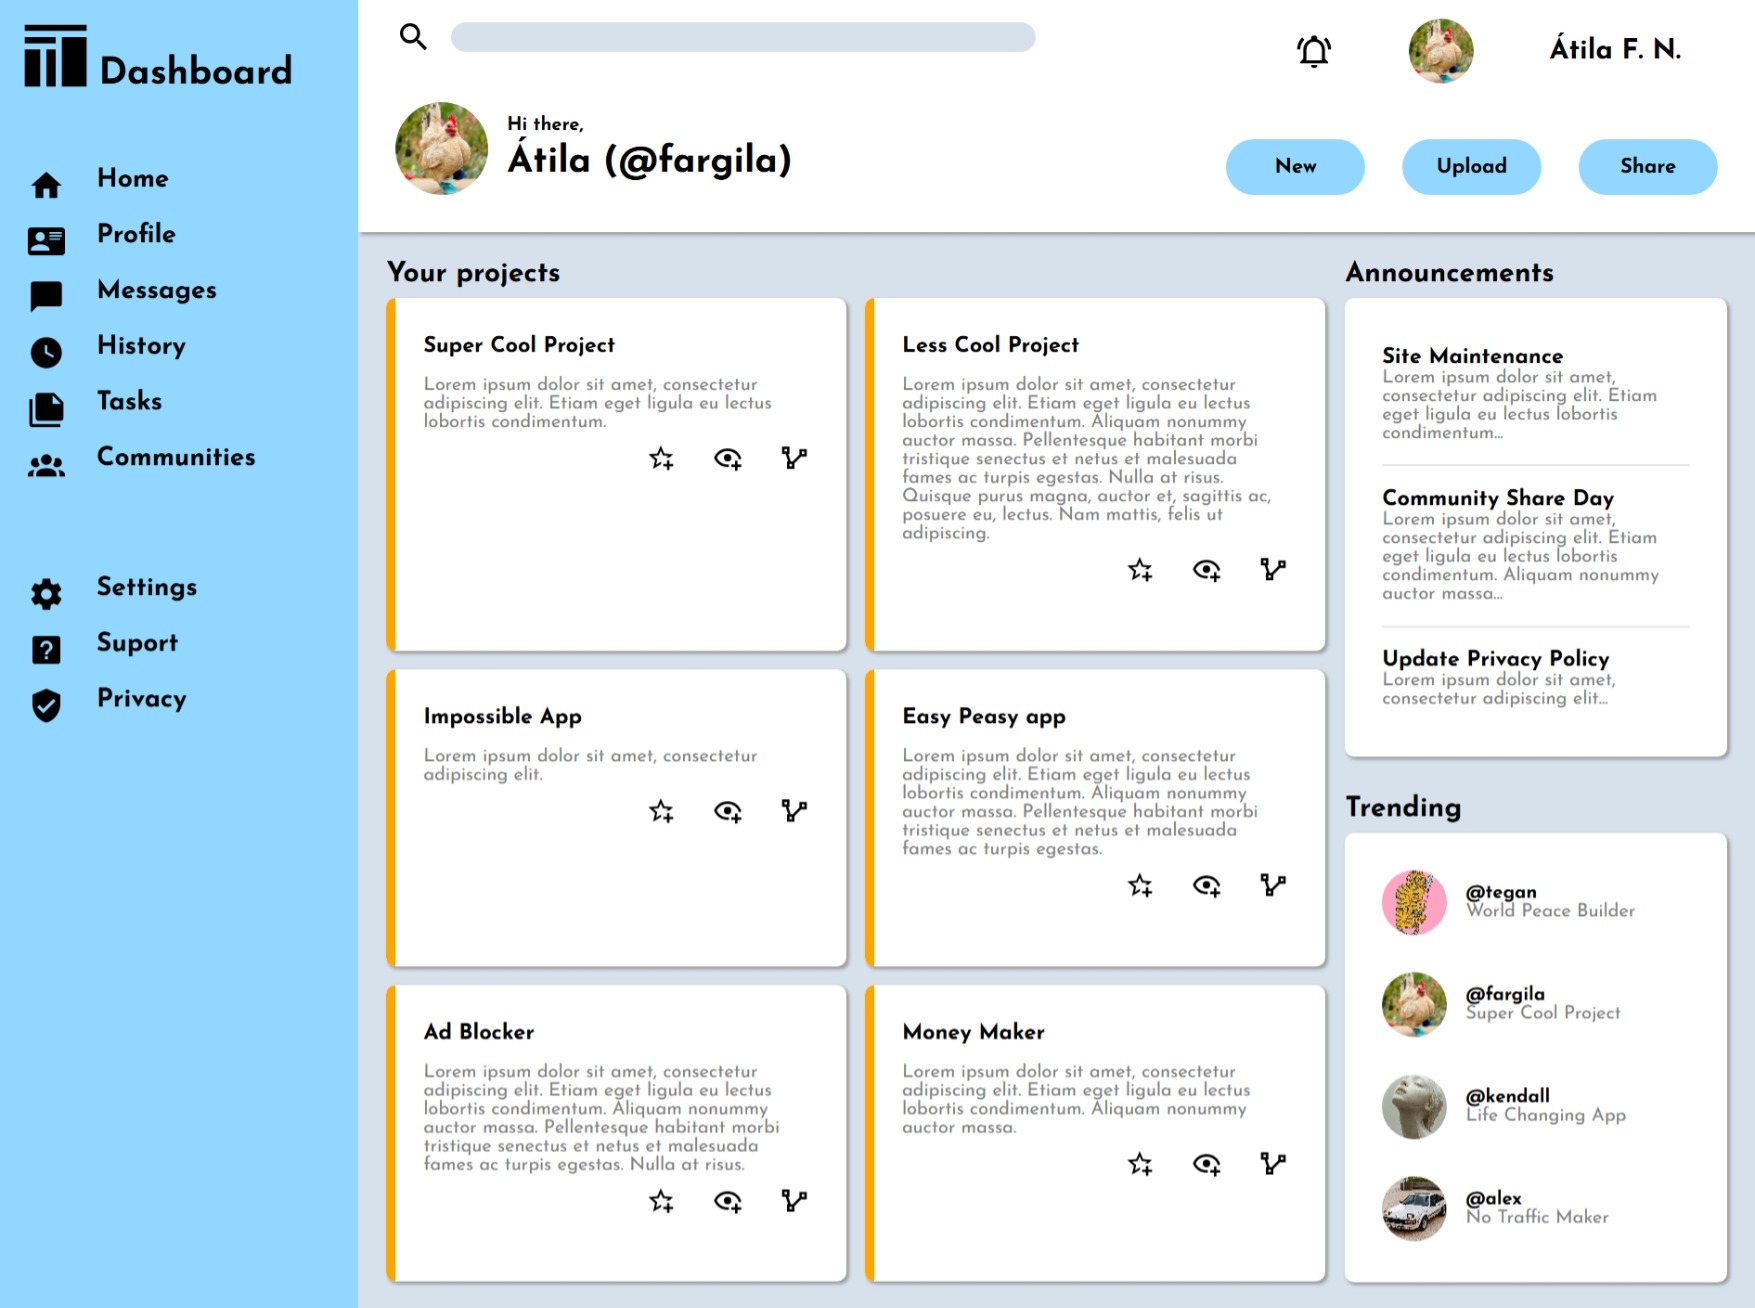 Dashboard
Home
Profile
Messages
History
Tasks
Communities
Settings
Suport
Privacy
Átila F. N.
Hi there,
Átila (@fargila)
New
Upload
Share
Your projects
Super Cool Project
Lorem ipsum dolor sit amet, consectetur
adipiscing elit. Etiam eget ligula eu lectus
lobortis condimentum.
Less Cool Project
Lorem ipsum dolor sit amet, consectetur
adipiscing elit. Etiam eget ligula eu lectus
lobortis condimentum. Aliquam nonummy
auctor massa. Pellentesque habitant morbi
tristique senectus et netus et malesuada
fames ac turpis egestas. Nulla at risus.
Quisque purus magna, auctor et, sagittis ac,
posuere eu, lectus. Nam mattis, felis ut
adipiscing.
Impossible App
Lorem ipsum dolor sit amet, consectetur
adipiscing elit.
Easy Peasy app
Lorem ipsum dolor sit amet, consectetur
adipiscing elit. Etiam eget ligula eu lectus
lobortis condimentum. Aliquam nonummy
auctor massa. Pellentesque habitant morbi
tristique senectus et netus et malesuada
fames ac turpis egestas.
Ad Blocker
Lorem ipsum dolor sit amet, consectetur
adipiscing elit. Etiam eget ligula eu lectus
lobortis condimentum. Aliquam nonummy
auctor massa. Pellentesque habitant morbi
tristique senectus et netus et malesuada
fames ac turpis egestas. Nulla at risus.
Money Maker
Lorem ipsum dolor sit amet, consectetur
adipiscing elit. Etiam eget ligula eu lectus
lobortis condimentum. Aliquam nonummy
auctor massa.
Announcements
Site Maintenance
Lorem ipsum dolor sit amet,
consectetur adipiscing elit. Etiam
eget ligula eu lectus lobortis
condimentum...
Community Share Day
Lorem ipsum dolor sit amet,
consectetur adipiscing elit. Etiam
eget ligula eu lectus lobortis
condimentum. Aliquam nonummy
auctor massa...
Update Privacy Policy
Lorem ipsum dolor sit amet,
consectetur adipiscing elit...
Trending
@tegan
World Peace Builder
@fargila
Super Cool Project
@kendall
Life Changing App
@alex
No Traffic Maker